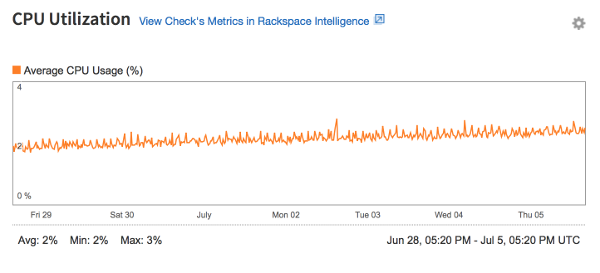 CPU Utilization View Check's Metrics in Rackspace Intelligence
Average CPU Usage (%)
4
2
0 %
Fri 29 Sat 30 July Mon 02 Tue 03 Wed 04 Thu 05
Avg: 2% Min: 2% Max: 3% Jun 28, 05:20 PM - Jul 5, 05:20 PM UTC